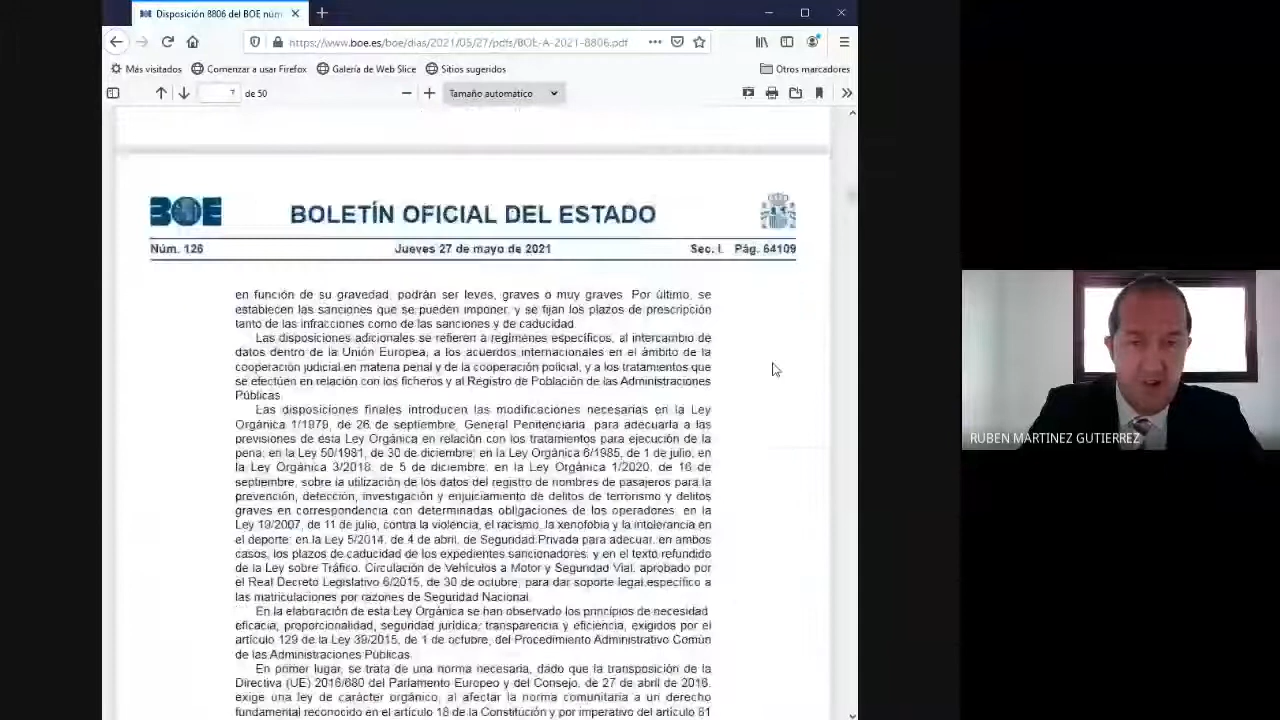 Disposición 8806 del BOE núm
https://www.boe.es/boe/dias/2021/05/27/pdfs/BOE-A-2021-8806.pdf
Más visitados Comenzar a usar Firefox Galería de Web Slice Sitios sugeridos Otros marcadores
7 de 50 Tamaño automático
BOE BOLETÍN OFICIAL DEL ESTADO
Núm. 126 Jueves 27 de mayo de 2021 Sec. I. Pág. 64109
en función de su gravedad, podrán ser leves, graves o muy graves. Por último, se
establecen las sanciones que se pueden imponer, y se fijan los plazos de prescripción
tanto de las infracciones como de las sanciones y de caducidad.
Las disposiciones adicionales se refieren a regímenes específicos, al intercambio de
datos dentro de la Unión Europea, a los acuerdos internacionales en el ámbito de la
cooperación judicial en materia penal y de la cooperación policial, y a los tratamientos que
se efectúen en relación con los ficheros y al Registro de Población de las Administraciones
Públicas.
Las disposiciones finales introducen las modificaciones necesarias en la Ley
Orgánica 1/1979, de 26 de septiembre, General Penitenciaria, para adecuarla a las
previsiones de esta Ley Orgánica en relación con los tratamientos para ejecución de la
pena; en la Ley 50/1981, de 30 de diciembre; en la Ley Orgánica 6/1985, de 1 de julio, en
la Ley Orgánica 3/2018, de 5 de diciembre, en la Ley Orgánica 1/2020, de 16 de
septiembre, sobre la utilización de los datos del registro de nombres de pasajeros para la
prevención, detección, investigación y enjuiciamiento de delitos de terrorismo y delitos
graves en correspondencia con determinadas obligaciones de los operadores; en la
Ley 19/2007, de 11 de julio, contra la violencia, el racismo, la xenofobia y la intolerancia en
el deporte; en la Ley 5/2014, de 4 de abril, de Seguridad Privada para adecuar, en ambos
casos, los plazos de caducidad de los expedientes sancionadores; y en el texto refundido
de la Ley sobre Tráfico, Circulación de Vehículos a Motor y Seguridad Vial, aprobado por
el Real Decreto Legislativo 6/2015, de 30 de octubre, para dar soporte legal específico a
las matriculaciones por razones de Seguridad Nacional.
En la elaboración de esta Ley Orgánica se han observado los principios de necesidad,
eficacia, proporcionalidad, seguridad jurídica, transparencia y eficiencia, exigidos por el
artículo 129 de la Ley 39/2015, de 1 de octubre, del Procedimiento Administrativo Común
de las Administraciones Públicas.
En primer lugar, se trata de una norma necesaria, dado que la transposición de la
Directiva (UE) 2016/680 del Parlamento Europeo y del Consejo, de 27 de abril de 2016,
exige una ley de carácter orgánico, al afectar la norma comunitaria a un derecho
fundamental reconocido en el artículo 18 de la Constitución y por imperativo del artículo 81
RUBEN MARTINEZ GUTIERREZ